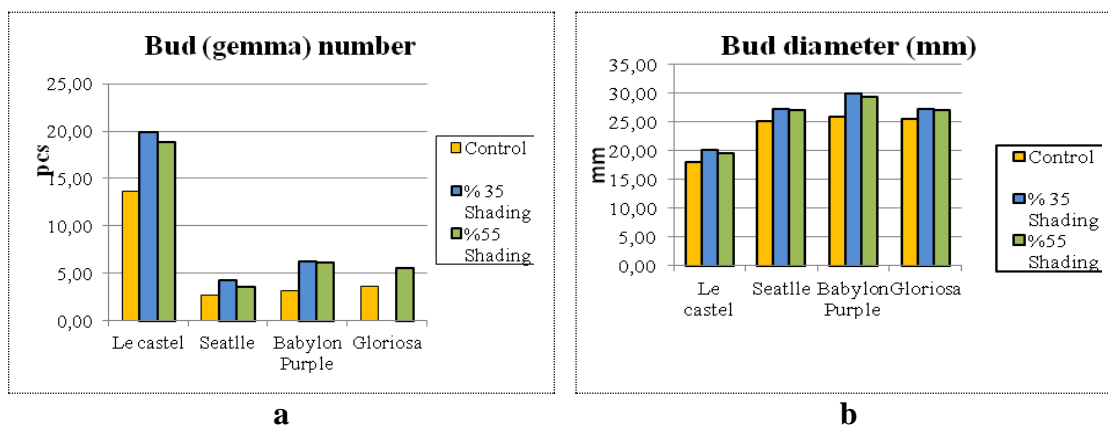 Bud (gemma) number
25,00
20,00
15,00
10,00
5,00
0,00
pcs
Le castel
Seatlle
Babylon
Purple
Gloriosa
Control
% 35
Shading
%55
Shading
a
Bud diameter (mm)
35,00
30,00
25,00
20,00
15,00
10,00
5,00
0,00
mm
Le
castel
Seatlle
Babylon
Purple
Gloriosa
Control
% 35
Shading
%55
Shading
b